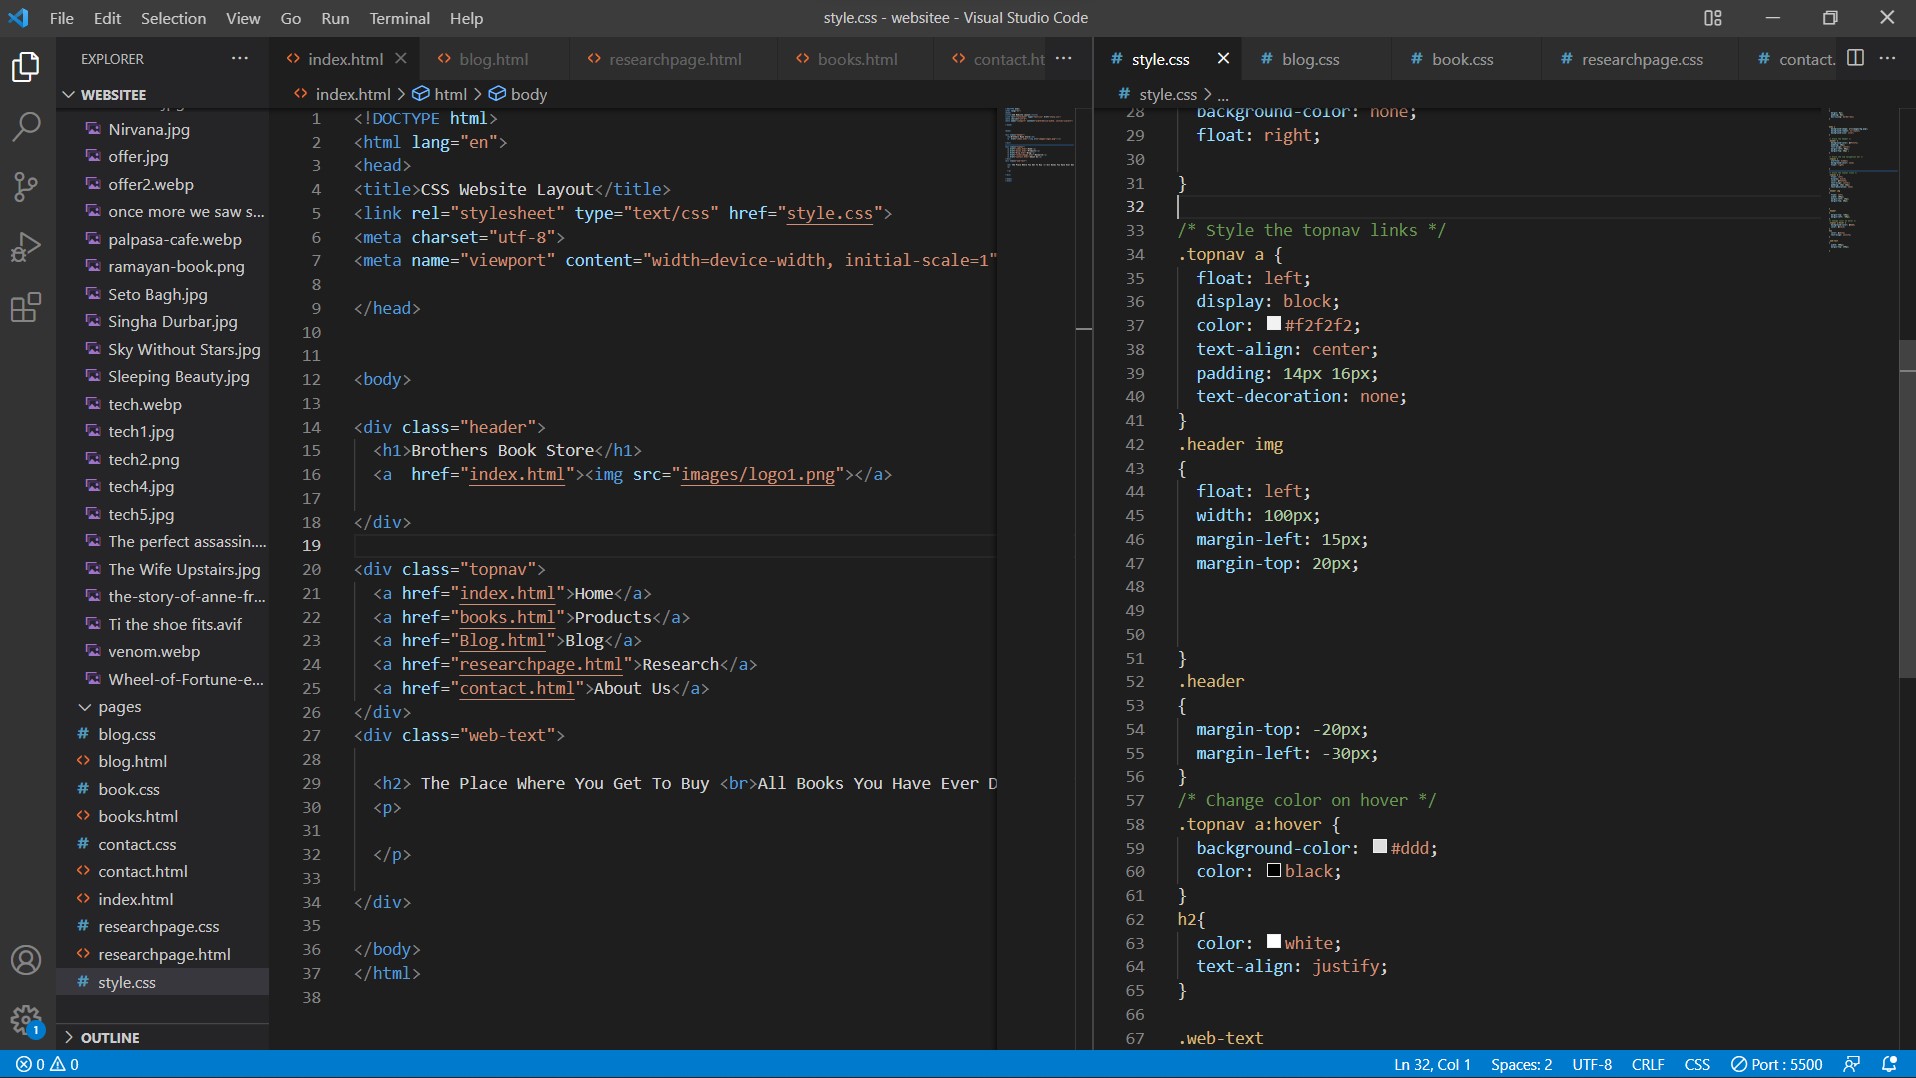 File Edit Selection View Go Run Terminal Help
style.css - websitee - Visual Studio Code
EXPLORER
WEBSITEE
Nirvana.jpg
offer.jpg
offer2.webp
once more we saw s...
palpasa-cafe.webp
ramayan-book.png
Seto Bagh.jpg
Singha Durbar.jpg
Sky Without Stars.jpg
Sleeping Beauty.jpg
tech.webp
tech1.jpg
tech2.png
tech4.jpg
tech5.jpg
The perfect assassin....
The Wife Upstairs.jpg
the-story-of-anne-fr...
Ti the shoe fits.avif
venom.webp
Wheel-of-Fortune-e...
pages
# blog.css
<> blog.html
# book.css
<> books.html
# contact.css
<> contact.html
<> index.html
# researchpage.css
<> researchpage.html
# style.css
OUTLINE
<> index.html <> blog.html <> researchpage.html <> books.html <> contact.ht ...
<> index.html > html > body
1 <!DOCTYPE html>
2 <html lang="en">
3 <head>
4 <title>CSS Website Layout</title>
5 <link rel="stylesheet" type="text/css" href="style.css">
6 <meta charset="utf-8">
7 <meta name="viewport" content="width=device-width, initial-scale=1"
8
9 </head>
10
11
12 <body>
13
14 <div class="header">
15 <h1>Brothers Book Store</h1>
16 <a  href="index.html"><img src="images/logo1.png"></a>
17
18 </div>
19
20 <div class="topnav">
21 <a href="index.html">Home</a>
22 <a href="books.html">Products</a>
23 <a href="Blog.html">Blog</a>
24 <a href="researchpage.html">Research</a>
25 <a href="contact.html">About Us</a>
26 </div>
27 <div class="web-text">
28
29 <h2> The Place Where You Get To Buy <br>All Books You Have Ever D
30 <p>
31
32 </p>
33
34 </div>
35
36 </body>
37 </html>
38
# style.css # blog.css # book.css # researchpage.css # contact. ...
# style.css > ...
28 background-color: none;
29 float: right;
30
31 }
32
33 /* Style the topnav links */
34 .topnav a {
35 float: left;
36 display: block;
37 color: #f2f2f2;
38 text-align: center;
39 padding: 14px 16px;
40 text-decoration: none;
41 }
42 .header img
43 {
44 float: left;
45 width: 100px;
46 margin-left: 15px;
47 margin-top: 20px;
48
49
50
51 }
52 .header
53 {
54 margin-top: -20px;
55 margin-left: -30px;
56 }
57 /* Change color on hover */
58 .topnav a:hover {
59 background-color: #ddd;
60 color: black;
61 }
62 h2{
63 color: white;
64 text-align: justify;
65 }
66
67 .web-text
1
0 0
Ln 32, Col 1 Spaces: 2 UTF-8 CRLF CSS Port : 5500